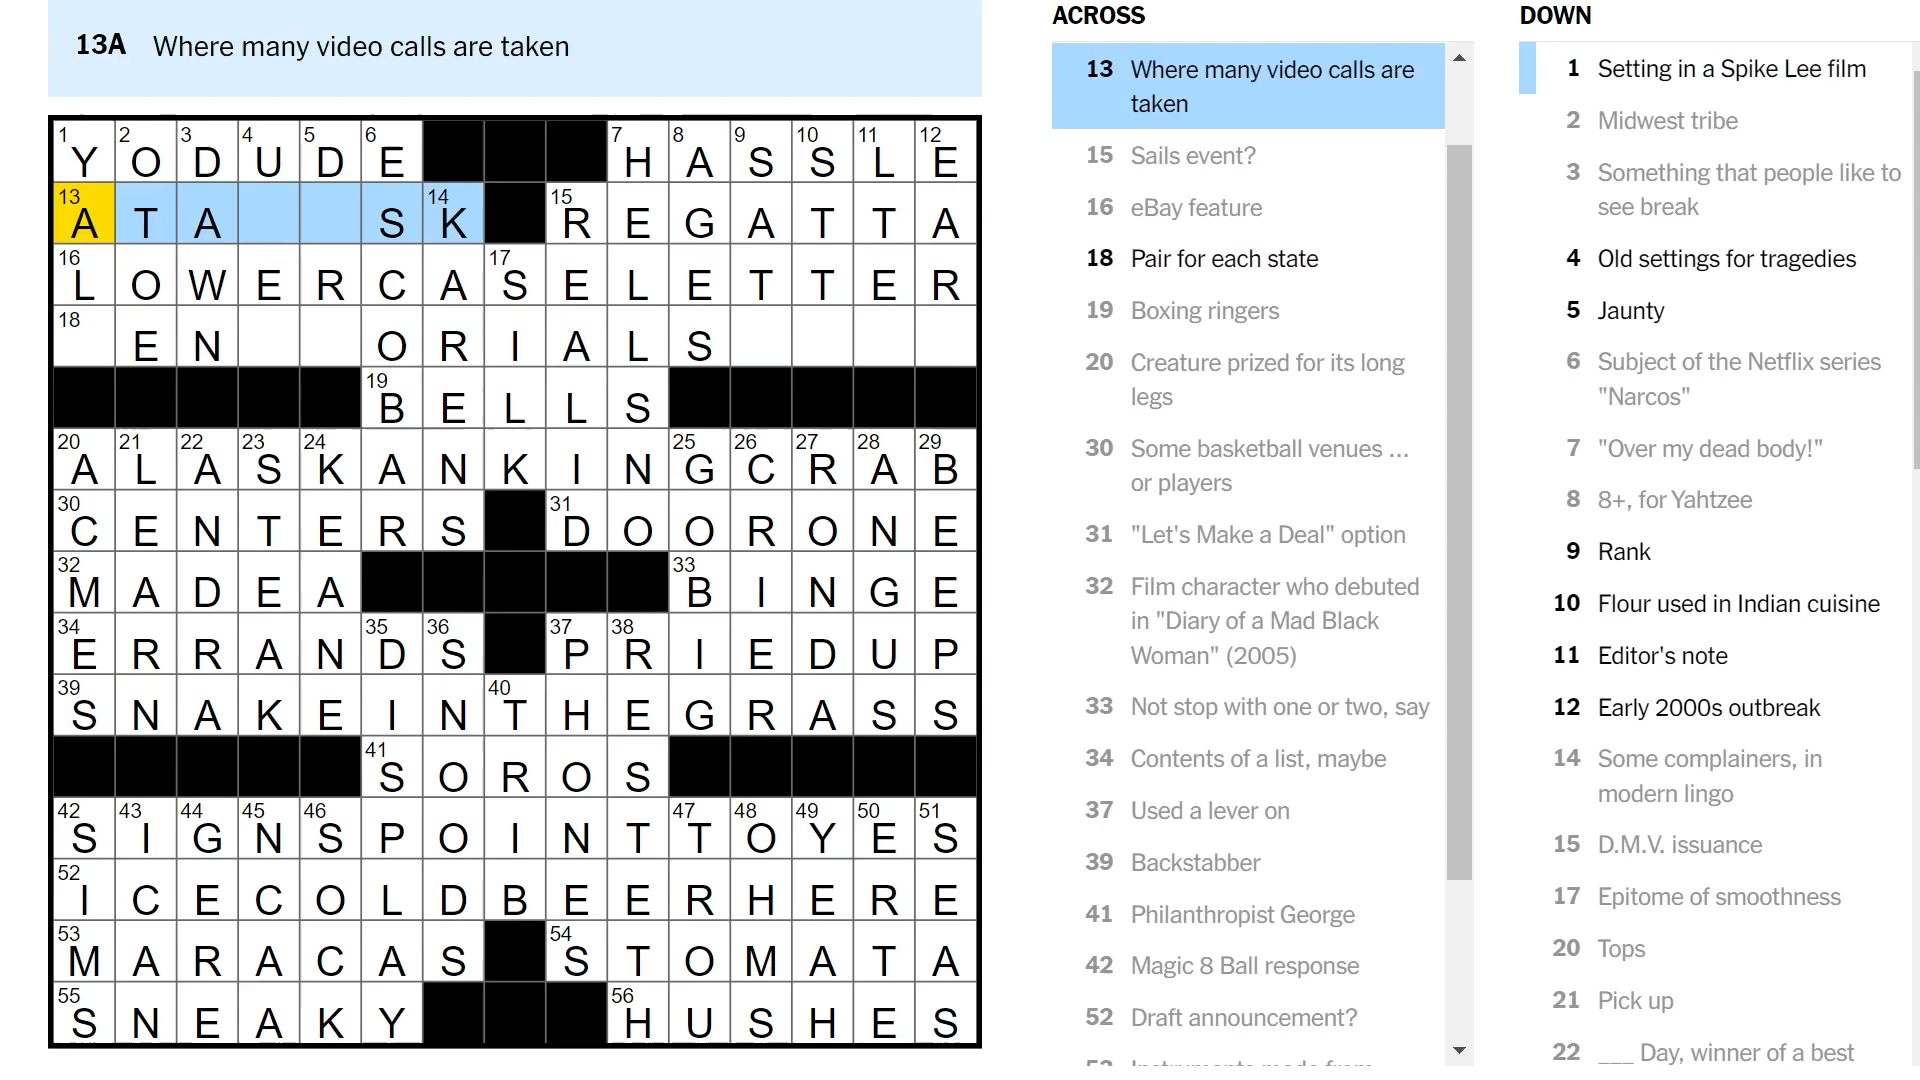 13A Where many video calls are taken
1 Y 2 O 3 D 4 U 5 D 6 E 7 H 8 A 9 S 10 S 11 L 12 E
13 A T A S 14 K 15 R E G A T T A
16 L O W E R C A 17 S E L E T T E R
18 E N O R I A L S
19 B E L L S
20 A 21 L 22 A 23 S 24 K A N K I N 25 G 26 C 27 R 28 A 29 B
30 C E N T E R S 31 D O O R O N E
32 M A D E A 33 B I N G E
34 E R R A N 35 D 36 S 37 P 38 R I E D U P
39 S N A K E I N 40 T H E G R A S S
41 S O R O S
42 S 43 I 44 G 45 N 46 S P O I N T 47 T 48 O 49 Y 50 E 51 S
52 I C E C O L D B E E R H E R E
53 M A R A C A S 54 S T O M A T A
55 S N E A K Y 56 H U S H E S
ACROSS
13 Where many video calls are
taken
15 Sails event?
16 eBay feature
18 Pair for each state
19 Boxing ringers
20 Creature prized for its long
legs
30 Some basketball venues ...
or players
31 "Let's Make a Deal" option
32 Film character who debuted
in "Diary of a Mad Black
Woman" (2005)
33 Not stop with one or two, say
34 Contents of a list, maybe
37 Used a lever on
39 Backstabber
41 Philanthropist George
42 Magic 8 Ball response
52 Draft announcement?
53 Instruments made from
DOWN
1 Setting in a Spike Lee film
2 Midwest tribe
3 Something that people like to
see break
4 Old settings for tragedies
5 Jaunty
6 Subject of the Netflix series
"Narcos"
7 "Over my dead body!"
8 8+, for Yahtzee
9 Rank
10 Flour used in Indian cuisine
11 Editor's note
12 Early 2000s outbreak
14 Some complainers, in
modern lingo
15 D.M.V. issuance
17 Epitome of smoothness
20 Tops
21 Pick up
22 ___ Day, winner of a best